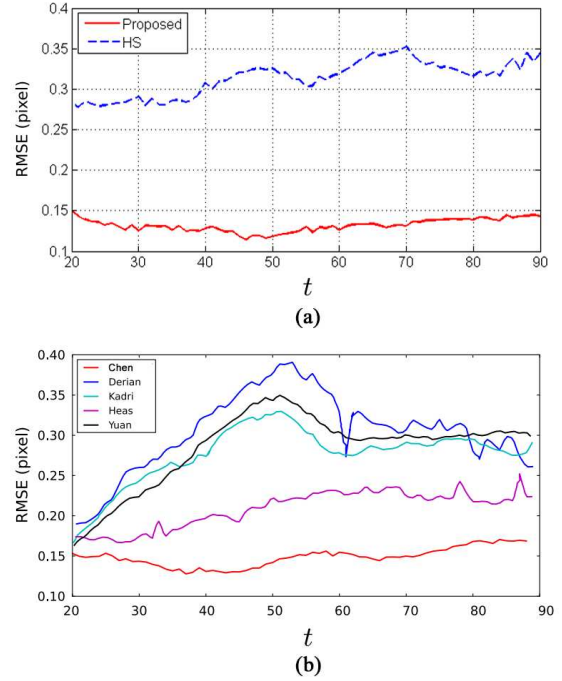 0.4
Proposed
HS
0.35
0.3
0.25
0.2
0.15
0.1
RMSE (pixel)
20 30 40 50 60 70 80 90
t
(a)
0.40
Chen
Derian
Kadri
Heas
Yuan
0.35
0.30
0.25
0.20
0.15
0.10
RMSE (pixel)
20 30 40 50 60 70 80 90
t
(b)